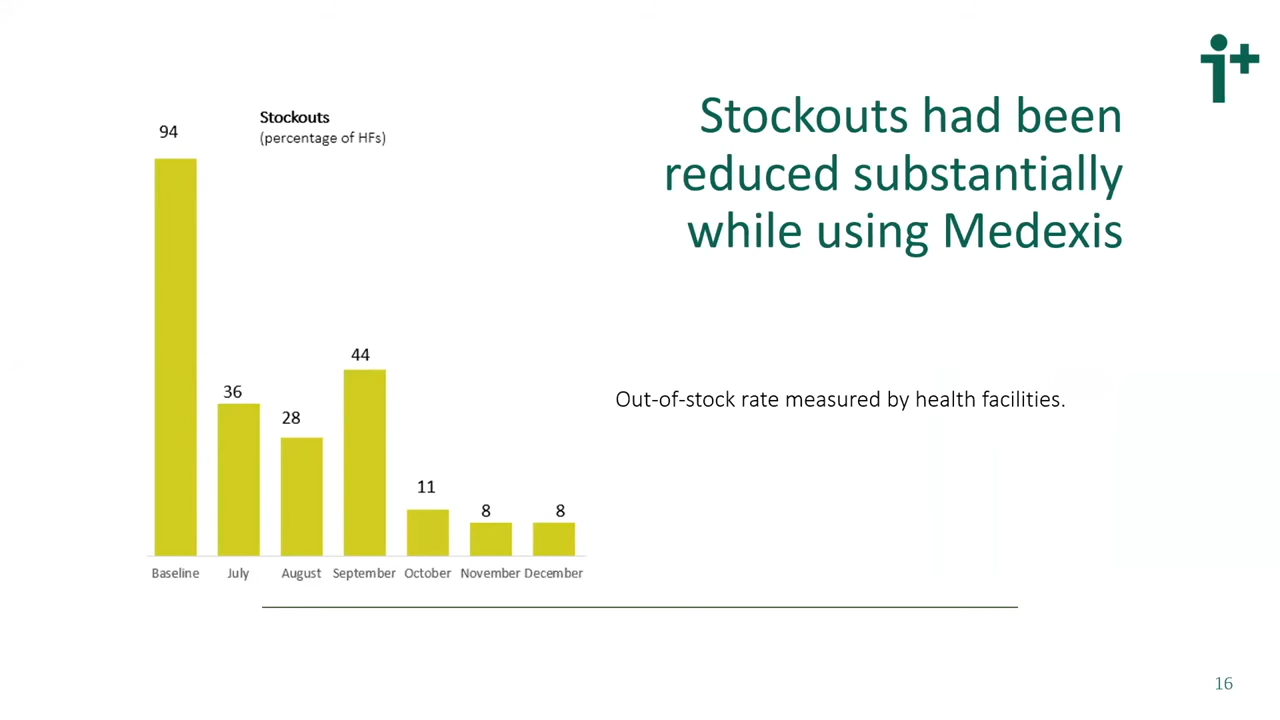 Stockouts had been
reduced substantially
while using Medexis
Stockouts
(percentage of HFs)
94
36
28
44
11
8
8
Baseline July August September October November December
Out-of-stock rate measured by health facilities.
16